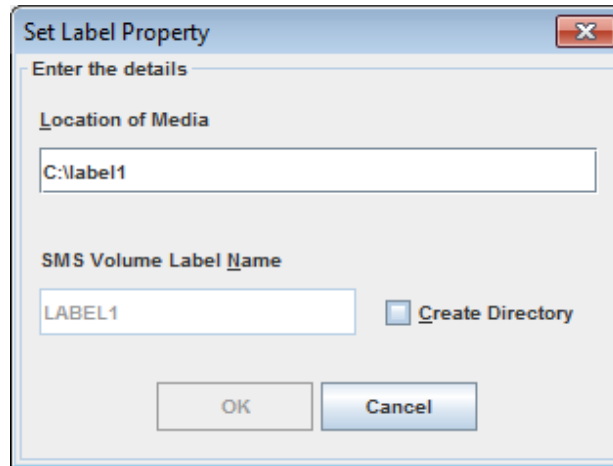 Set Label Property
Enter the details
Location of Media
C:\label1
SMS Volume Label Name
LABEL1
Create Directory
OK
Cancel